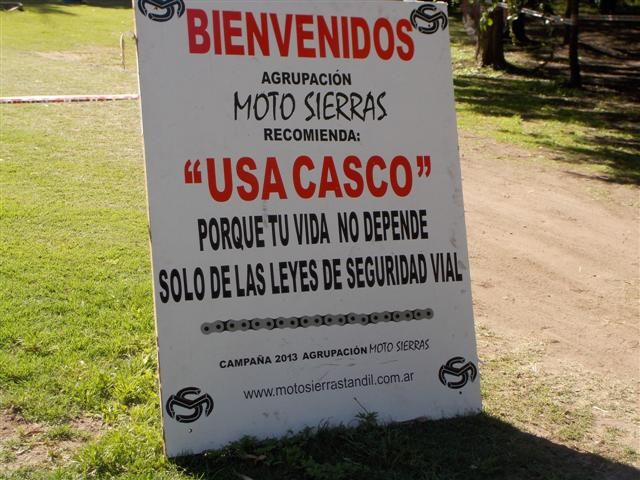 BIENVENIDOS
AGRUPACIÓN
MOTO SIERRAS
RECOMIENDA:
"USA CASCO"
PORQUE TU VIDA NO DEPENDE
SOLO DE LAS LEYES DE SEGURIDAD VIAL
CAMPAÑA 2013 AGRUPACIÓN MOTO SIERRAS
www.motosierrastandil.com.ar